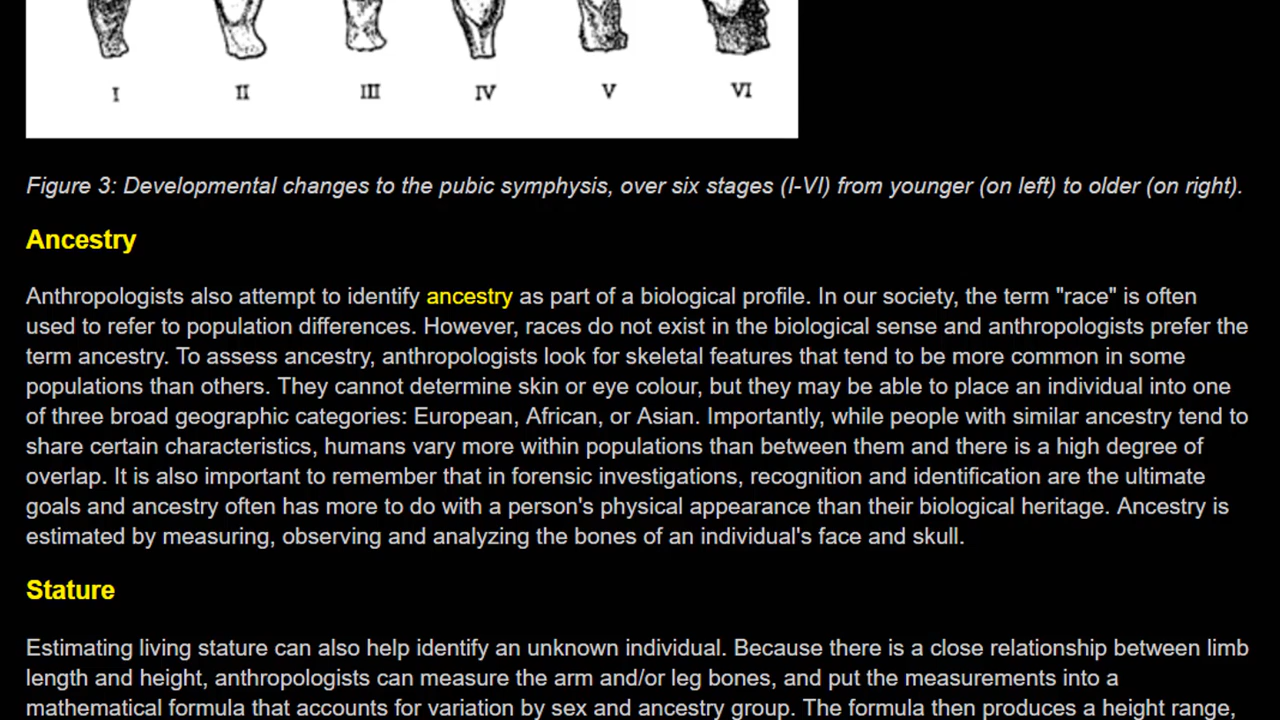 I II III IV V VI
Figure 3: Developmental changes to the pubic symphysis, over six stages (I-VI) from younger (on left) to older (on right).
Ancestry
Anthropologists also attempt to identify ancestry as part of a biological profile. In our society, the term "race" is often
used to refer to population differences. However, races do not exist in the biological sense and anthropologists prefer the
term ancestry. To assess ancestry, anthropologists look for skeletal features that tend to be more common in some
populations than others. They cannot determine skin or eye colour, but they may be able to place an individual into one
of three broad geographic categories: European, African, or Asian. Importantly, while people with similar ancestry tend to
share certain characteristics, humans vary more within populations than between them and there is a high degree of
overlap. It is also important to remember that in forensic investigations, recognition and identification are the ultimate
goals and ancestry often has more to do with a person's physical appearance than their biological heritage. Ancestry is
estimated by measuring, observing and analyzing the bones of an individual's face and skull.
Stature
Estimating living stature can also help identify an unknown individual. Because there is a close relationship between limb
length and height, anthropologists can measure the arm and/or leg bones, and put the measurements into a
mathematical formula that accounts for variation by sex and ancestry group. The formula then produces a height range,